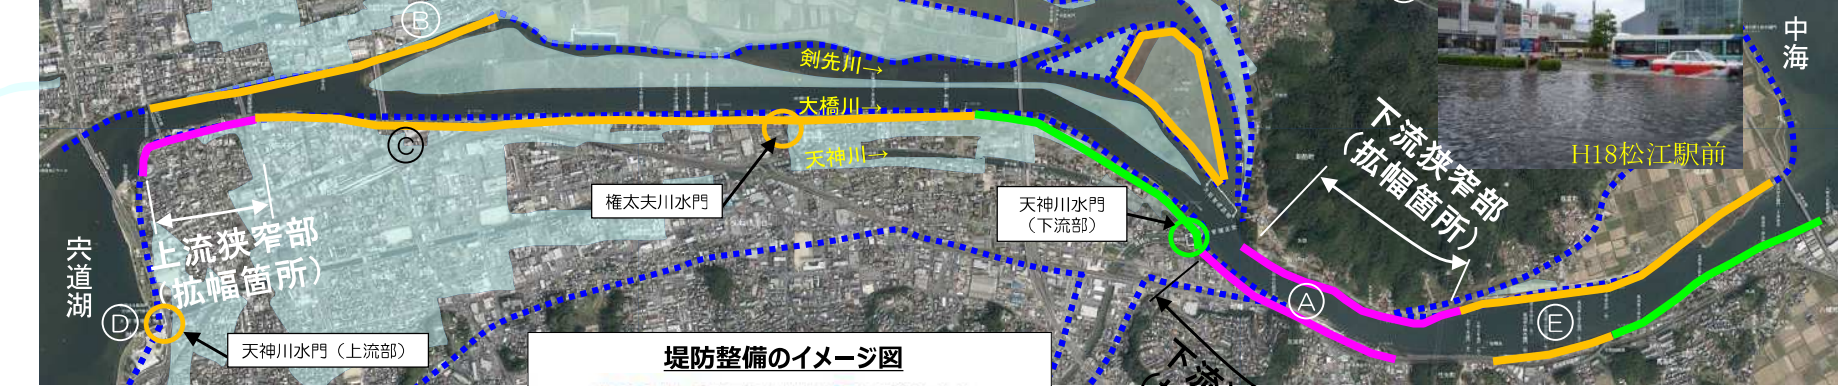 B
中海
剣先川→
大橋川→
C
天神川→
H18松江駅前
下流狭窄部
（拡幅箇所）
権太夫川水門
天神川水門
（下流部）
上流狭窄部
（拡幅箇所）
宍道湖
D
A
E
天神川水門（上流部）
堤防整備のイメージ図